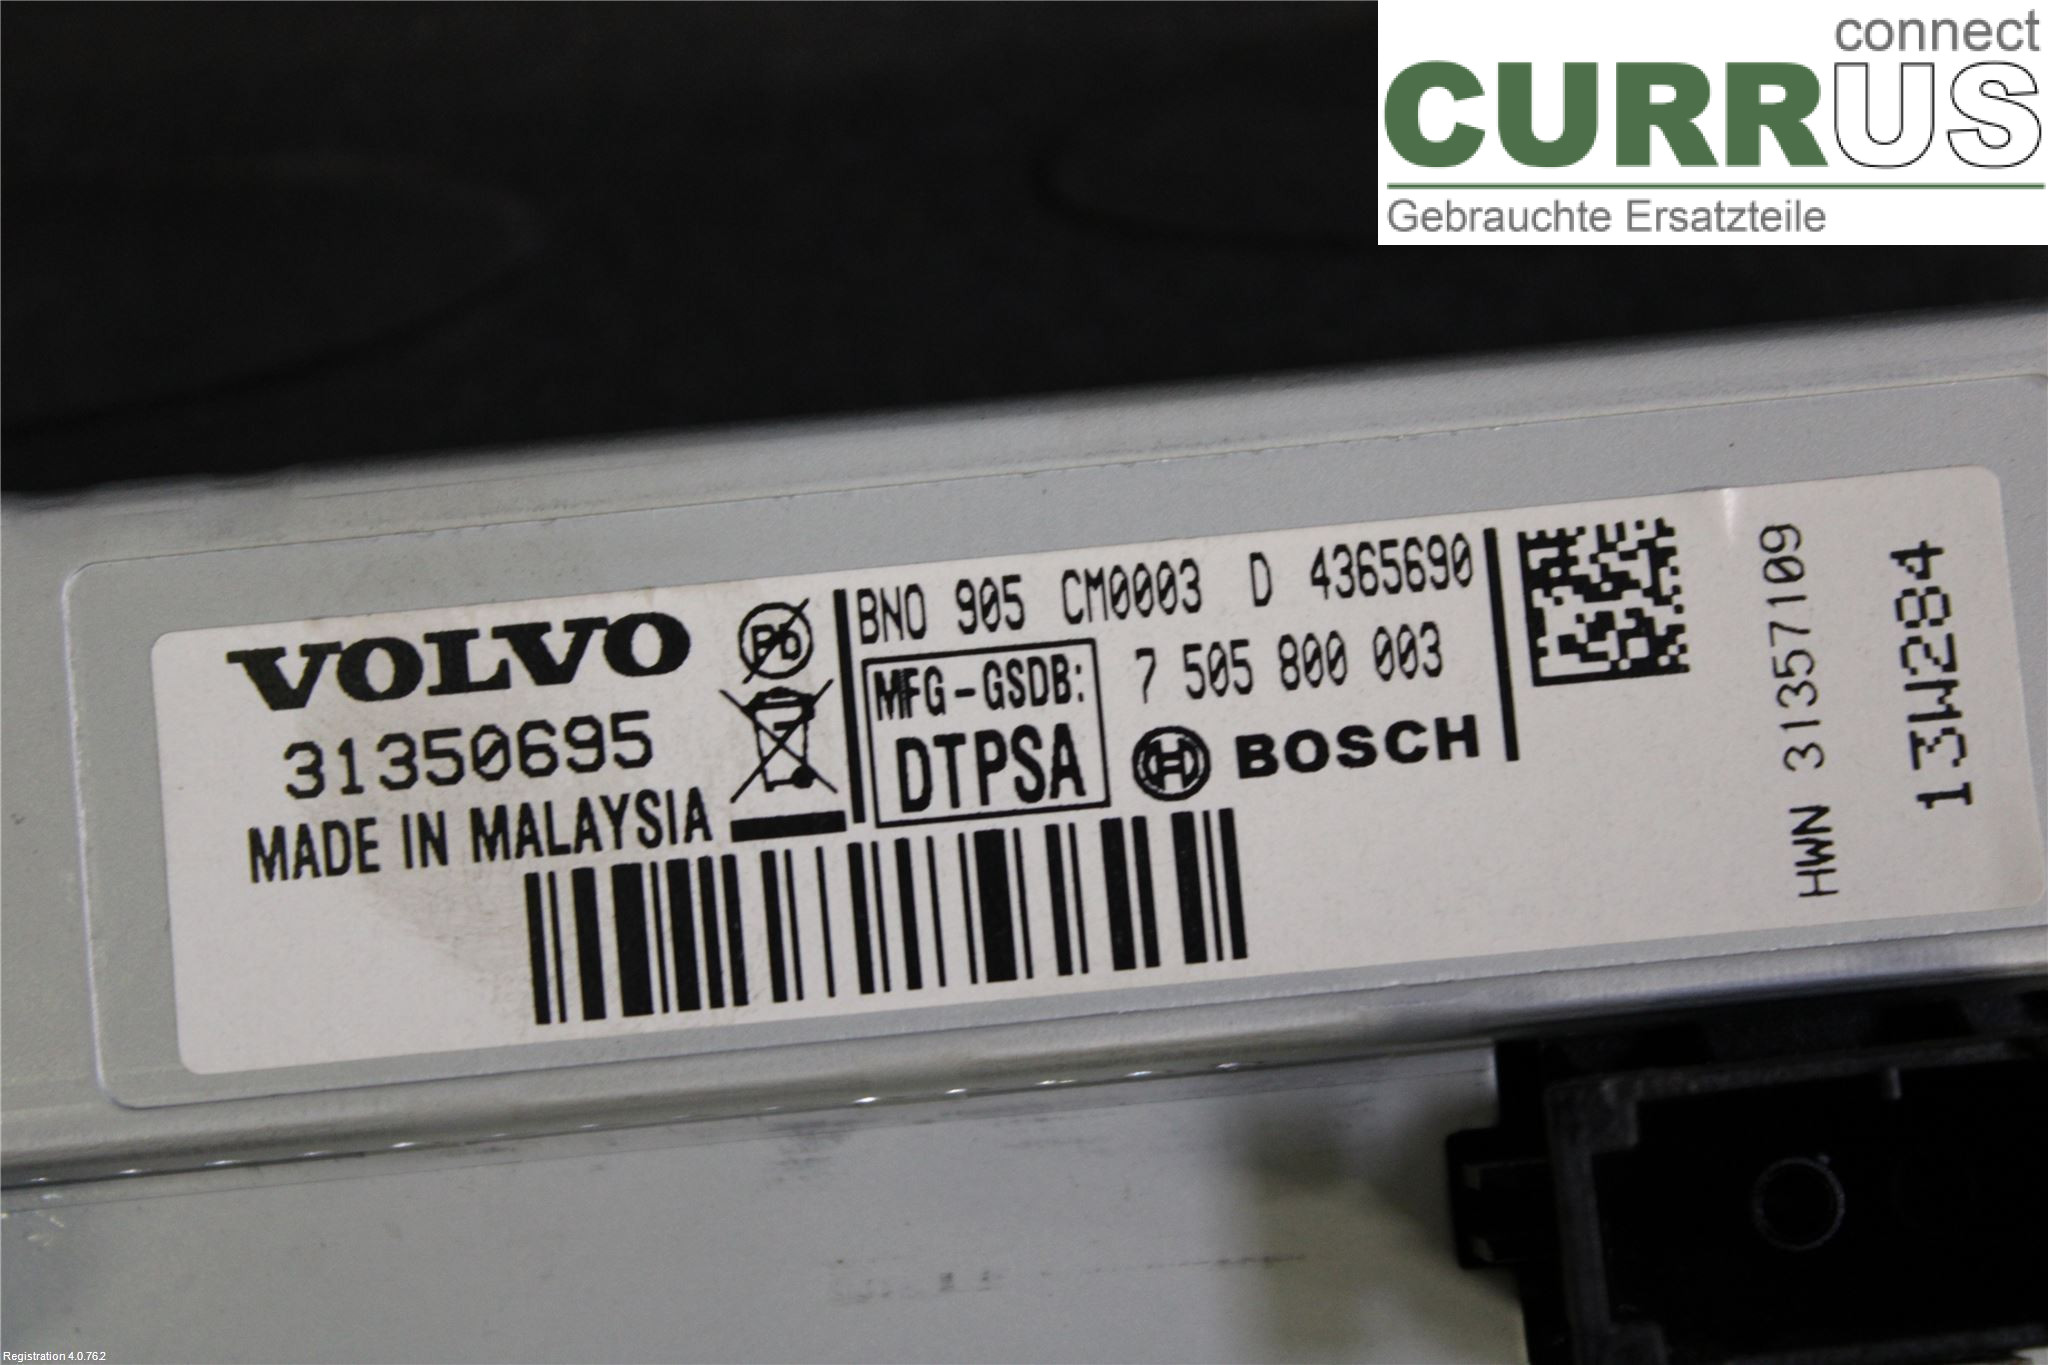 connect
CURRUS
Gebrauchte Ersatzteile
VOLVO
31350695
MADE IN MALAYSIA
Pb
BNO 905 CM0003 D 4365690
MFG-GSDB:
DTPSA
7 505 800 003
BOSCH
HWN 31357109
13W284
Registration 4.0.762